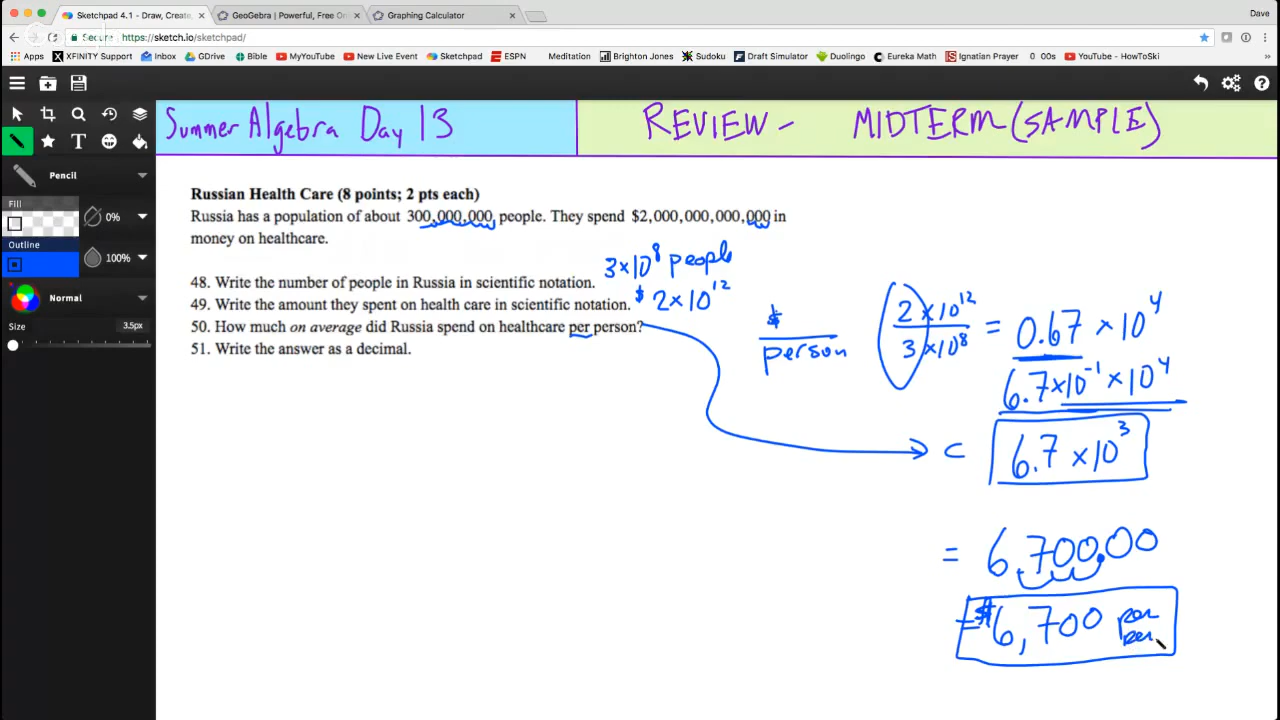 Sketchpad 4.1 - Draw, Create,
GeoGebra | Powerful, Free On
Graphing Calculator
Dave
Secure https://sketch.io/sketchpad/
Apps XFINITY Support Inbox GDrive Bible MyYouTube New Live Event Sketchpad ESPN Meditation Brighton Jones Sudoku Draft Simulator Duolingo Eureka Math Ignatian Prayer 0 00s YouTube - HowToSki »
Summer Algebra Day 13
REVIEW - MIDTERM (SAMPLE)
Pencil
Fill
0%
Outline
100%
Normal
Size 3.5px
Russian Health Care (8 points; 2 pts each)
Russia has a population of about 300,000,000 people. They spend $2,000,000,000,000 in
money on healthcare.
48. Write the number of people in Russia in scientific notation.
49. Write the amount they spent on health care in scientific notation.
50. How much on average did Russia spend on healthcare per person?
51. Write the answer as a decimal.
3×10⁸ people
$ 2×10¹²
$
person
2×10¹²
3×10⁸
= 0.67 ×10⁴
6.7×10⁻¹ ×10⁴
6.7 ×10³
= 6,700.00
= $6,700 per
per